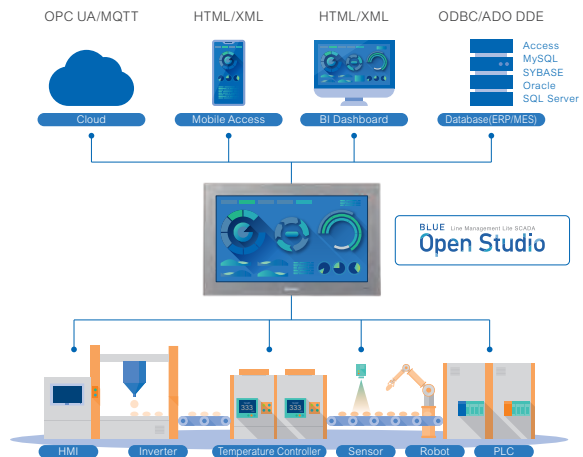 OPC UA/MQTT
HTML/XML
HTML/XML
ODBC/ADO DDE
Access
MySQL
SYBASE
Oracle
SQL Server
Cloud
Mobile Access
BI Dashboard
Database(ERP/MES)
BLUE Line Management Lite SCADA
Open Studio
333
333
HMI
Inverter
Temperature Controller
Sensor
Robot
PLC